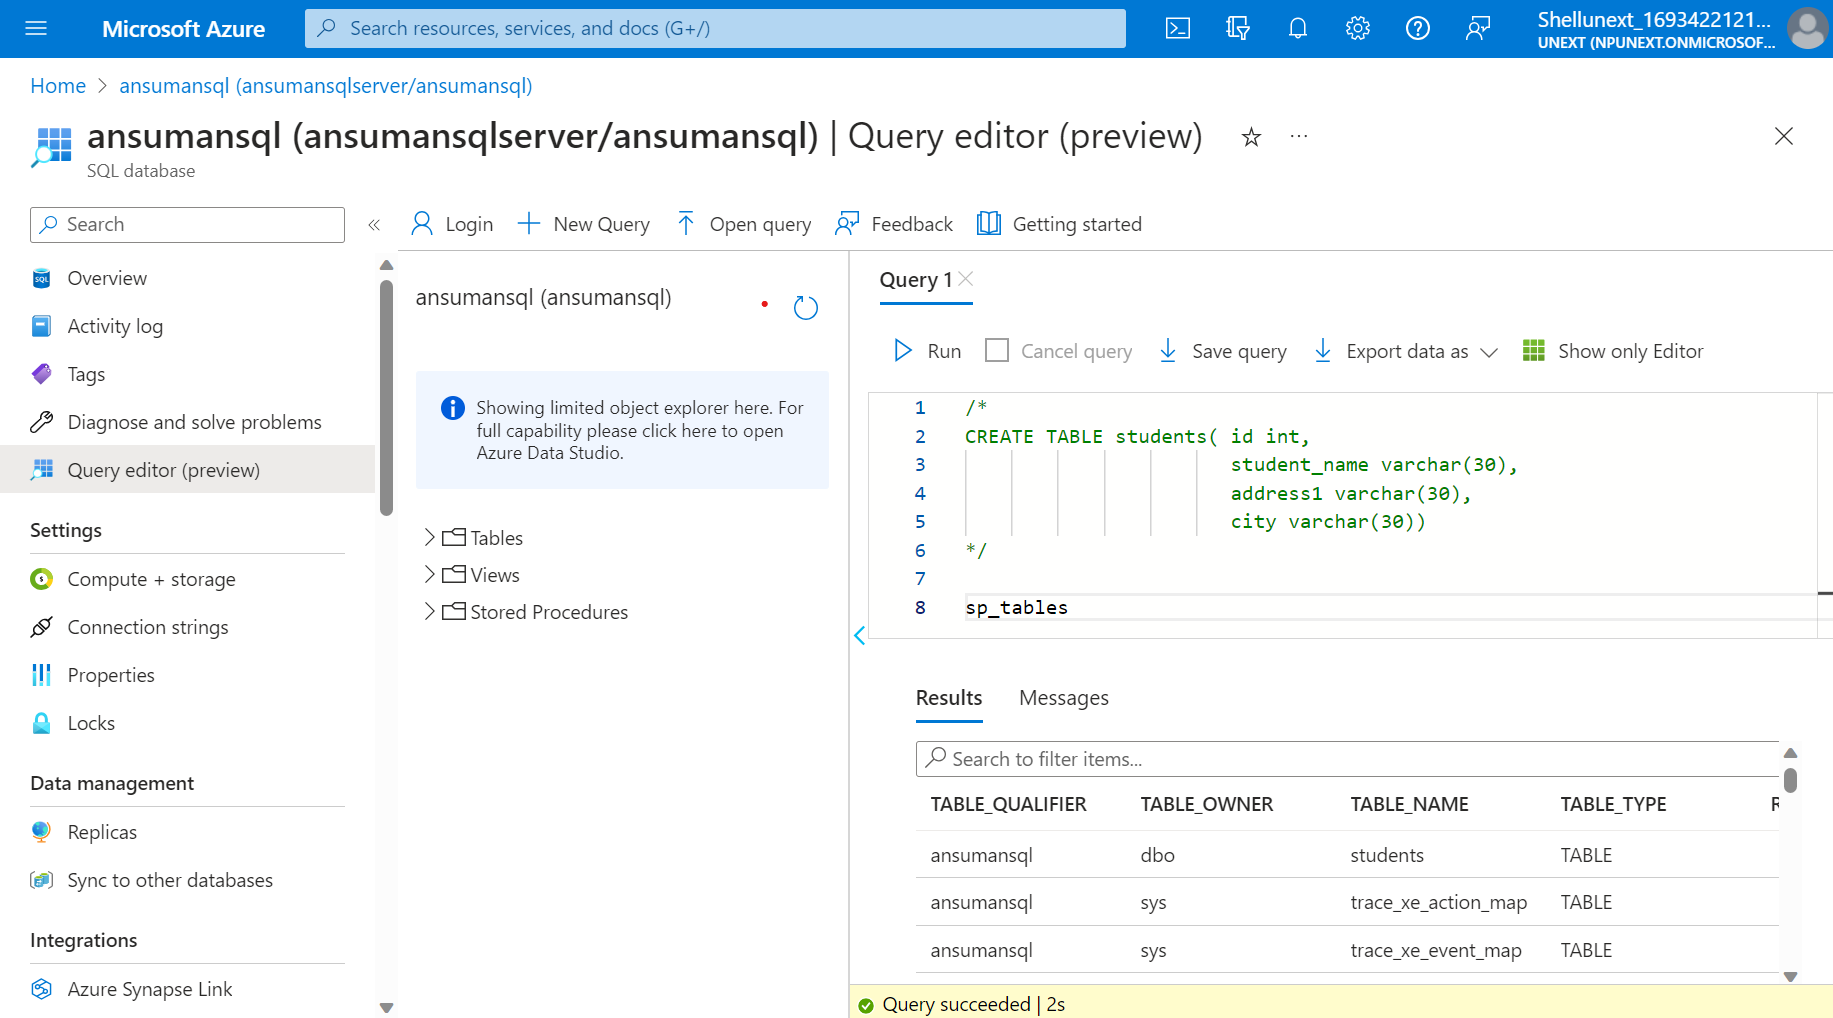 Microsoft Azure
Search resources, services, and docs (G+/)
Shellunext_1693422121...
UNEXT (NPUNEXT.ONMICROSOF...
Home > ansumansql (ansumansqlserver/ansumansql)
ansumansql (ansumansqlserver/ansumansql) | Query editor (preview)
SQL database
Search
Login
New Query
Open query
Feedback
Getting started
Overview
Activity log
Tags
Diagnose and solve problems
Query editor (preview)
Settings
Compute + storage
Connection strings
Properties
Locks
Data management
Replicas
Sync to other databases
Integrations
Azure Synapse Link
ansumansql (ansumansql)
Showing limited object explorer here. For
full capability please click here to open
Azure Data Studio.
Tables
Views
Stored Procedures
Query 1
Run
Cancel query
Save query
Export data as
Show only Editor
1 /*
2 CREATE TABLE students( id int,
3 student_name varchar(30),
4 address1 varchar(30),
5 city varchar(30))
6 */
7
8 sp_tables
Results Messages
Search to filter items...
TABLE_QUALIFIER TABLE_OWNER TABLE_NAME TABLE_TYPE
ansumansql dbo students TABLE
ansumansql sys trace_xe_action_map TABLE
ansumansql sys trace_xe_event_map TABLE
Query succeeded | 2s